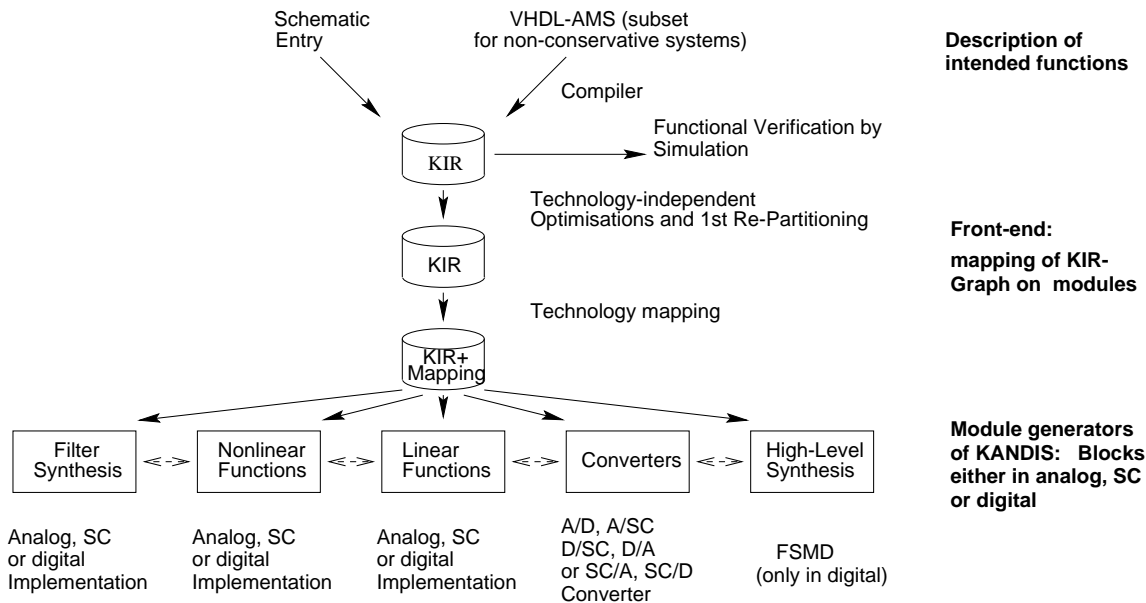 Schematic
Entry
VHDL-AMS (subset
for non-conservative systems)
Description of
intended functions
Compiler
KIR
Functional Verification by
Simulation
Technology-independent
Optimisations and 1st Re-Partitioning
Front-end:
mapping of KIR-
Graph on modules
KIR
Technology mapping
KIR+
Mapping
Filter
Synthesis
Nonlinear
Functions
Linear
Functions
Converters
High-Level
Synthesis
Module generators
of KANDIS: Blocks
either in analog, SC
or digital
Analog, SC
or digital
Implementation
Analog, SC
or digital
Implementation
Analog, SC
or digital
Implementation
A/D, A/SC
D/SC, D/A
or SC/A, SC/D
Converter
FSMD
(only in digital)